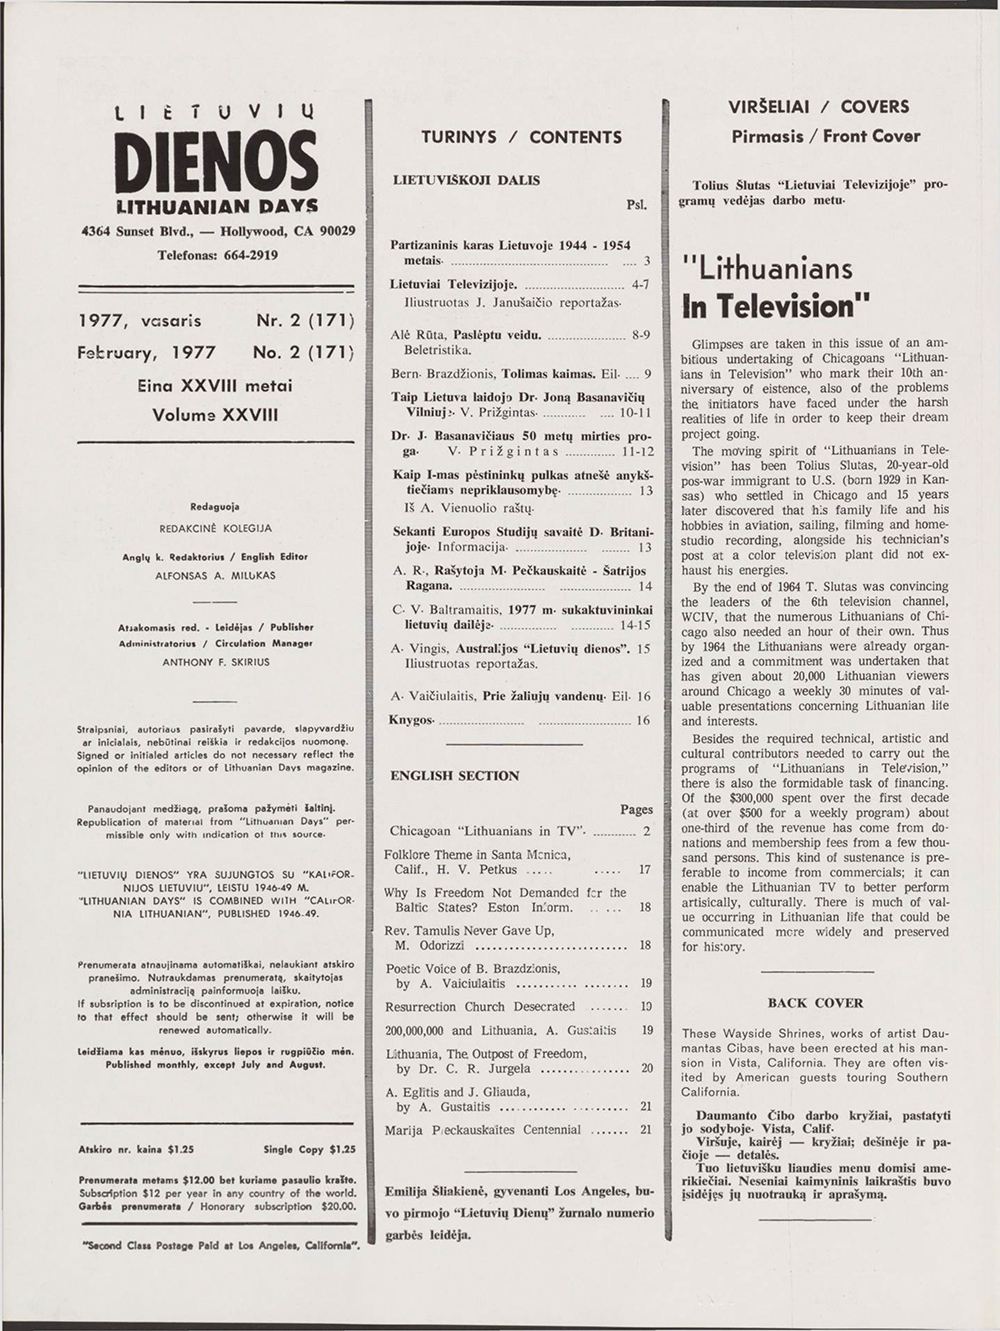 LIETUVIŲ
DIENOS
LITHUANIAN DAYS
4364 Sunset Blvd., — Hollywood, CA 90029
Telefonas: 664-2919
1977, vasaris Nr. 2 (171)
February, 1977 No. 2 (171)
Eina XXVIII metai
Volume XXVIII
Redaguoja
REDAKCINĖ KOLEGIJA
Anglų k. Redaktorius / English Editor
ALFONSAS A. MILUKAS
Atsakomasis red. - Leidėjas / Publisher
Administratorius / Circulation Manager
ANTHONY F. SKIRIUS
Straipsniai, autoriaus pasirašyti pavarde, slapyvardžiu
ar inicialais, nebūtinai reiškia ir redakcijos nuomonę.
Signed or initialed articles do not necessary reflect the
opinion of the editors or of Lithuanian Days magazine.
Panaudojant medžiagą, prašoma pažymėti šaltinį.
Republication of material from "Lithuanian Days" per-
missible only with indication of this source.
"LIETUVIŲ DIENOS" YRA SUJUNGTOS SU "KALIFOR-
NIJOS LIETUVIU", LEISTU 1946-49 M.
"LITHUANIAN DAYS" IS COMBINED WITH "CALIFOR-
NIA LITHUANIAN", PUBLISHED 1946-49.
Prenumerata atnaujinama automatiškai, nelaukiant atskiro
pranešimo. Nutraukdamas prenumeratą, skaitytojas
administraciją painformuoja laišku.
If subsription is to be discontinued at expiration, notice
to that effect should be sent; otherwise it will be
renewed automatically.
Leidžiama kas mėnuo, išskyrus liepos ir rugpiūčio mėn.
Published monthly, except July and August.
Atskiro nr. kaina $1.25 Single Copy $1.25
Prenumerata metams $12.00 bet kuriame pasaulio krašte.
Subscription $12 per year in any country of the world.
Garbės prenumerata / Honorary subscription $20.00.
"Second Class Postage Paid at Los Angeles, California".
TURINYS / CONTENTS
LIETUVIŠKOJI DALIS
Psl.
Partizaninis karas Lietuvoje 1944 - 1954
metais. ........ 3
Lietuviai Televizijoje. ........ 4-7
Iliustruotas J. Janušaičio reportažas.
Alė Rūta, Paslėptu veidu. ........ 8-9
Beletristika.
Bern. Brazdžionis, Tolimas kaimas. Eil. .... 9
Taip Lietuva laidojo Dr. Joną Basanavičių
Vilniuje. V. Prižgintas. ........ 10-11
Dr. J. Basanavičiaus 50 metų mirties pro-
ga. V. Prižgintas ........ 11-12
Kaip I-mas pėstininkų pulkas atnešė anykš-
tiečiams nepriklausomybę. ........ 13
Iš A. Vienuolio raštų.
Sekanti Europos Studijų savaitė D. Britani-
joje. Informacija. ........ 13
A. R., Rašytoja M. Pečkauskaitė - Šatrijos
Ragana. ........ 14
C. V. Baltramaitis, 1977 m. sukaktuvininkai
lietuvių dailėje. ........ 14-15
A. Vingis, Australijos "Lietuvių dienos". 15
Iliustruotas reportažas.
A. Vaičiulaitis, Prie žaliųjų vandenų. Eil. 16
Knygos. ........ 16
ENGLISH SECTION
Pages
Chicagoan "Lithuanians in TV". ........ 2
Folklore Theme in Santa Monica,
Calif., H. V. Petkus ..... ..... 17
Why Is Freedom Not Demanded for the
Baltic States? Eston Inform. ........ 18
Rev. Tamulis Never Gave Up,
M. Odorizzi ........ 18
Poetic Voice of B. Brazdzionis,
by A. Vaiciulaitis ........ 19
Resurrection Church Desecrated ...... 19
200,000,000 and Lithuania, A. Gustaitis 19
Lithuania, The Outpost of Freedom,
by Dr. C. R. Jurgela ........ 20
A. Eglitis and J. Gliauda,
by A. Gustaitis ........ 21
Marija Pieckauskaites Centennial ....... 21
Emilija Šliakienė, gyvenanti Los Angeles, bu-
vo pirmojo "Lietuvių Dienų" žurnalo numerio
garbės leidėja.
VIRŠELIAI / COVERS
Pirmasis / Front Cover
Tolius Šlutas "Lietuviai Televizijoje" pro-
gramų vedėjas darbo metu.
"Lithuanians
In Television"
Glimpses are taken in this issue of an am-
bitious undertaking of Chicagoans "Lithuan-
ians in Television" who mark their 10th an-
niversary of eistence, also of the problems
the initiators have faced under the harsh
realities of life in order to keep their dream
project going.
The moving spirit of "Lithuanians in Tele-
vision" has been Tolius Slutas, 20-year-old
pos-war immigrant to U.S. (born 1929 in Kan-
sas) who settled in Chicago and 15 years
later discovered that his family life and his
hobbies in aviation, sailing, filming and home-
studio recording, alongside his technician's
post at a color television plant did not ex-
haust his energies.
By the end of 1964 T. Slutas was convincing
the leaders of the 6th television channel,
WCIV, that the numerous Lithuanians of Chi-
cago also needed an hour of their own. Thus
by 1964 the Lithuanians were already organ-
ized and a commitment was undertaken that
has given about 20,000 Lithuanian viewers
around Chicago a weekly 30 minutes of val-
uable presentations concerning Lithuanian life
and interests.
Besides the required technical, artistic and
cultural contributors needed to carry out the
programs of "Lithuanians in Television,"
there is also the formidable task of financing.
Of the $300,000 spent over the first decade
(at over $500 for a weekly program) about
one-third of the revenue has come from do-
nations and membership fees from a few thou-
sand persons. This kind of sustenance is pre-
ferable to income from commercials; it can
enable the Lithuanian TV to better perform
artisically, culturally. There is much of val-
ue occurring in Lithuanian life that could be
communicated more widely and preserved
for history.
BACK COVER
These Wayside Shrines, works of artist Dau-
mantas Cibas, have been erected at his man-
sion in Vista, California. They are often vis-
ited by American guests touring Southern
California.
Daumanto Čibo darbo kryžiai, pastatyti
jo sodyboje. Vista, Calif.
Viršuje, kairėj — kryžiai; dešinėje ir pa-
čioje — detalės.
Tuo lietuvišku liaudies menu domisi ame-
rikiečiai. Neseniai kaimyninis laikraštis buvo
įsidėjęs jų nuotrauką ir aprašymą.